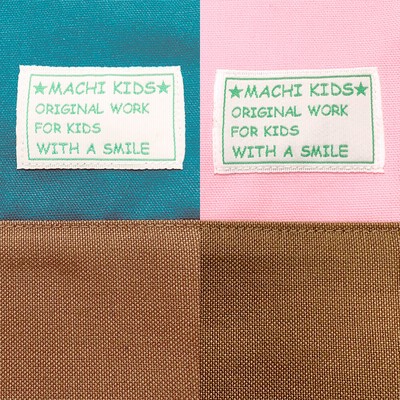 ★MACHI KIDS★
ORIGINAL WORK
FOR KIDS
WITH A SMILE
★MACHI KIDS★
ORIGINAL WORK
FOR KIDS
WITH A SMILE